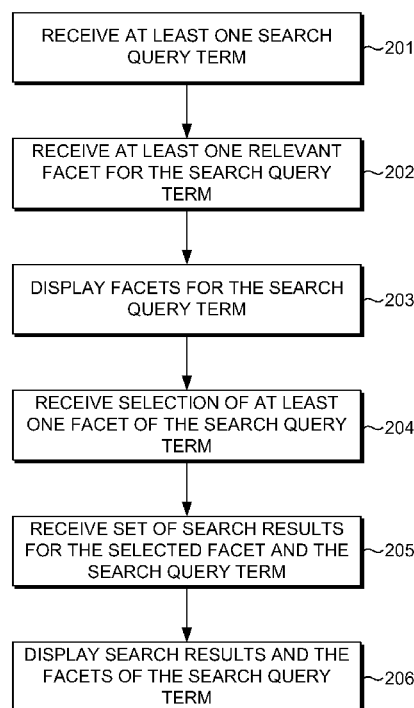 RECEIVE AT LEAST ONE SEARCH
QUERY TERM
201
RECEIVE AT LEAST ONE RELEVANT
FACET FOR THE SEARCH QUERY
TERM
202
DISPLAY FACETS FOR THE SEARCH
QUERY TERM
203
RECEIVE SELECTION OF AT LEAST
ONE FACET OF THE SEARCH QUERY
TERM
204
RECEIVE SET OF SEARCH RESULTS
FOR THE SELECTED FACET AND THE
SEARCH QUERY TERM
205
DISPLAY SEARCH RESULTS AND THE
FACETS OF THE SEARCH QUERY
TERM
206